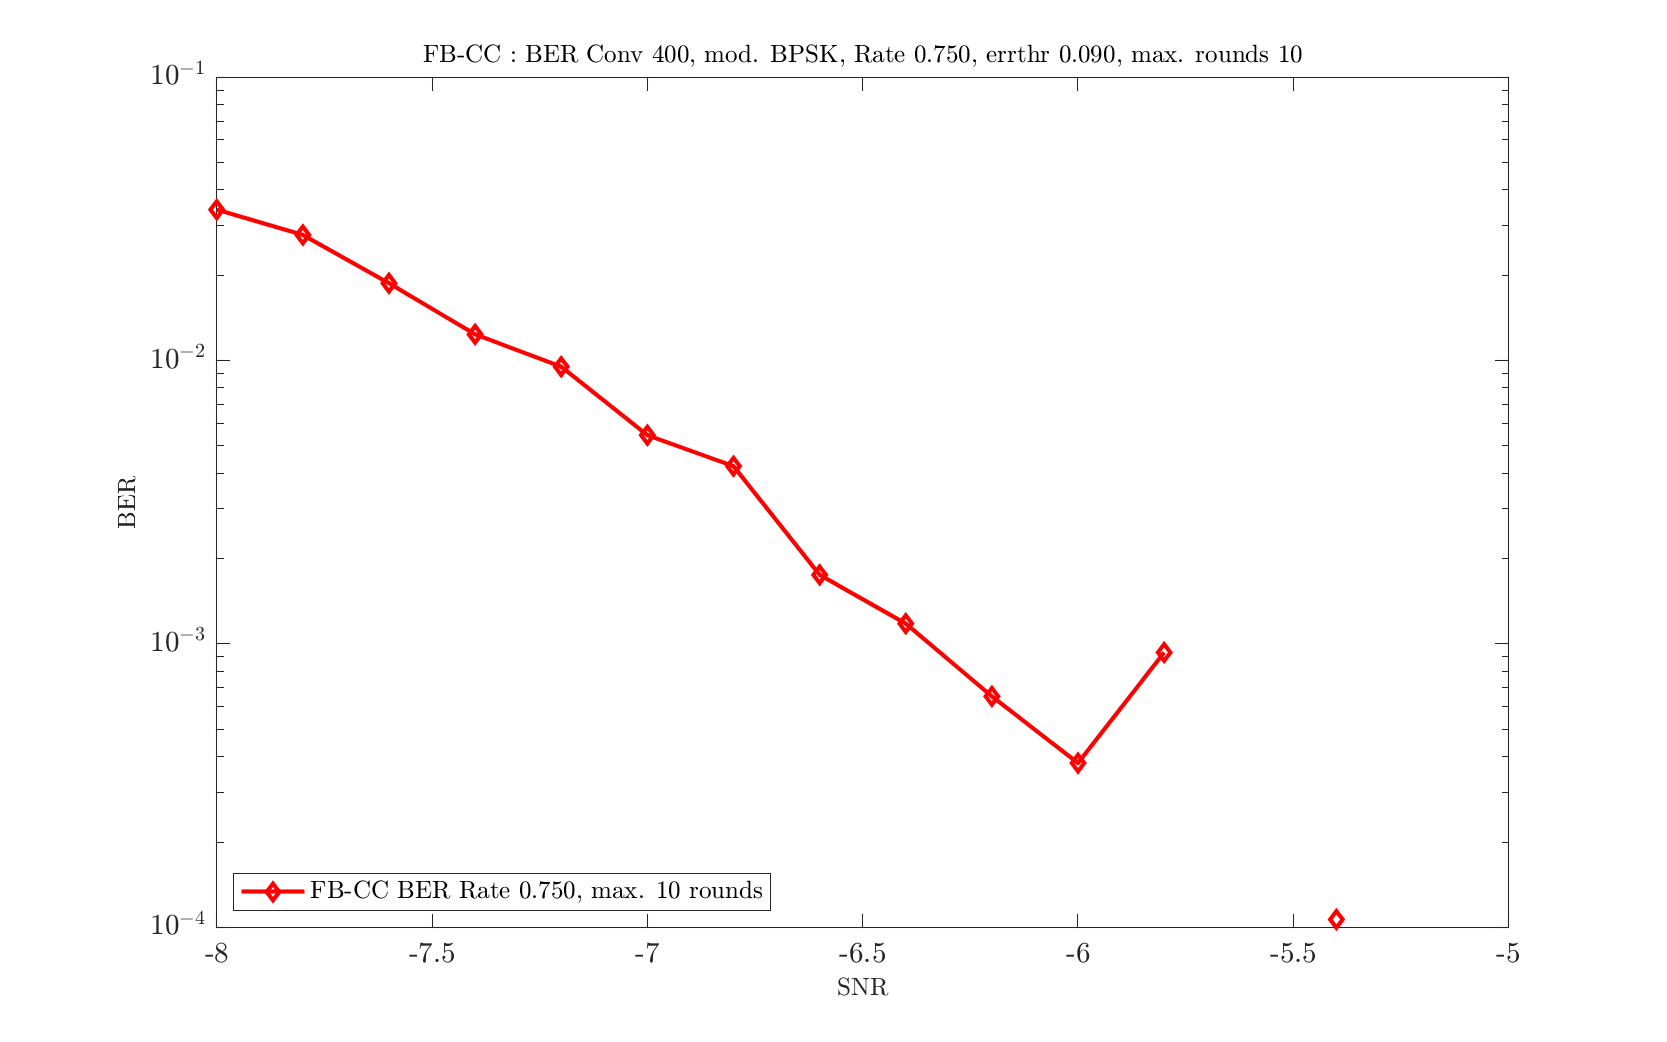 FB-CC : BER Conv 400, mod. BPSK, Rate 0.750, errthr 0.090, max. rounds 10
10⁻¹
10⁻²
10⁻³
10⁻⁴
BER
FB-CC BER Rate 0.750, max. 10 rounds
-8 -7.5 -7 -6.5 -6 -5.5 -5
SNR